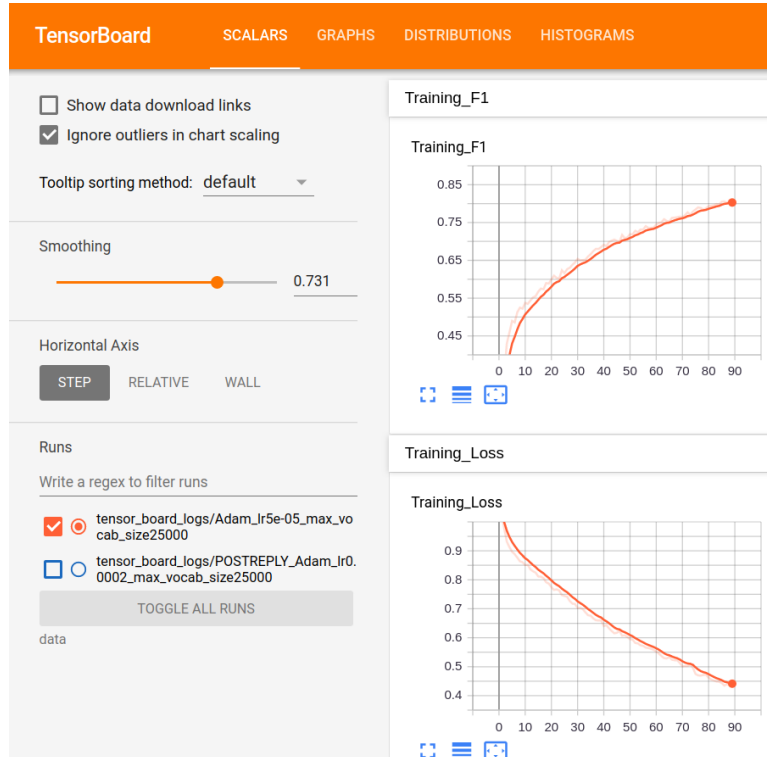 TensorBoard SCALARS GRAPHS DISTRIBUTIONS HISTOGRAMS
Show data download links
Ignore outliers in chart scaling
Tooltip sorting method: default
Smoothing
0.731
Horizontal Axis
STEP RELATIVE WALL
Runs
Write a regex to filter runs
tensor_board_logs/Adam_lr5e-05_max_vo
cab_size25000
tensor_board_logs/POSTREPLY_Adam_lr0.
0002_max_vocab_size25000
TOGGLE ALL RUNS
data
Training_F1
Training_F1
0.85
0.75
0.65
0.55
0.45
0 10 20 30 40 50 60 70 80 90
Training_Loss
Training_Loss
0.9
0.8
0.7
0.6
0.5
0.4
0 10 20 30 40 50 60 70 80 90